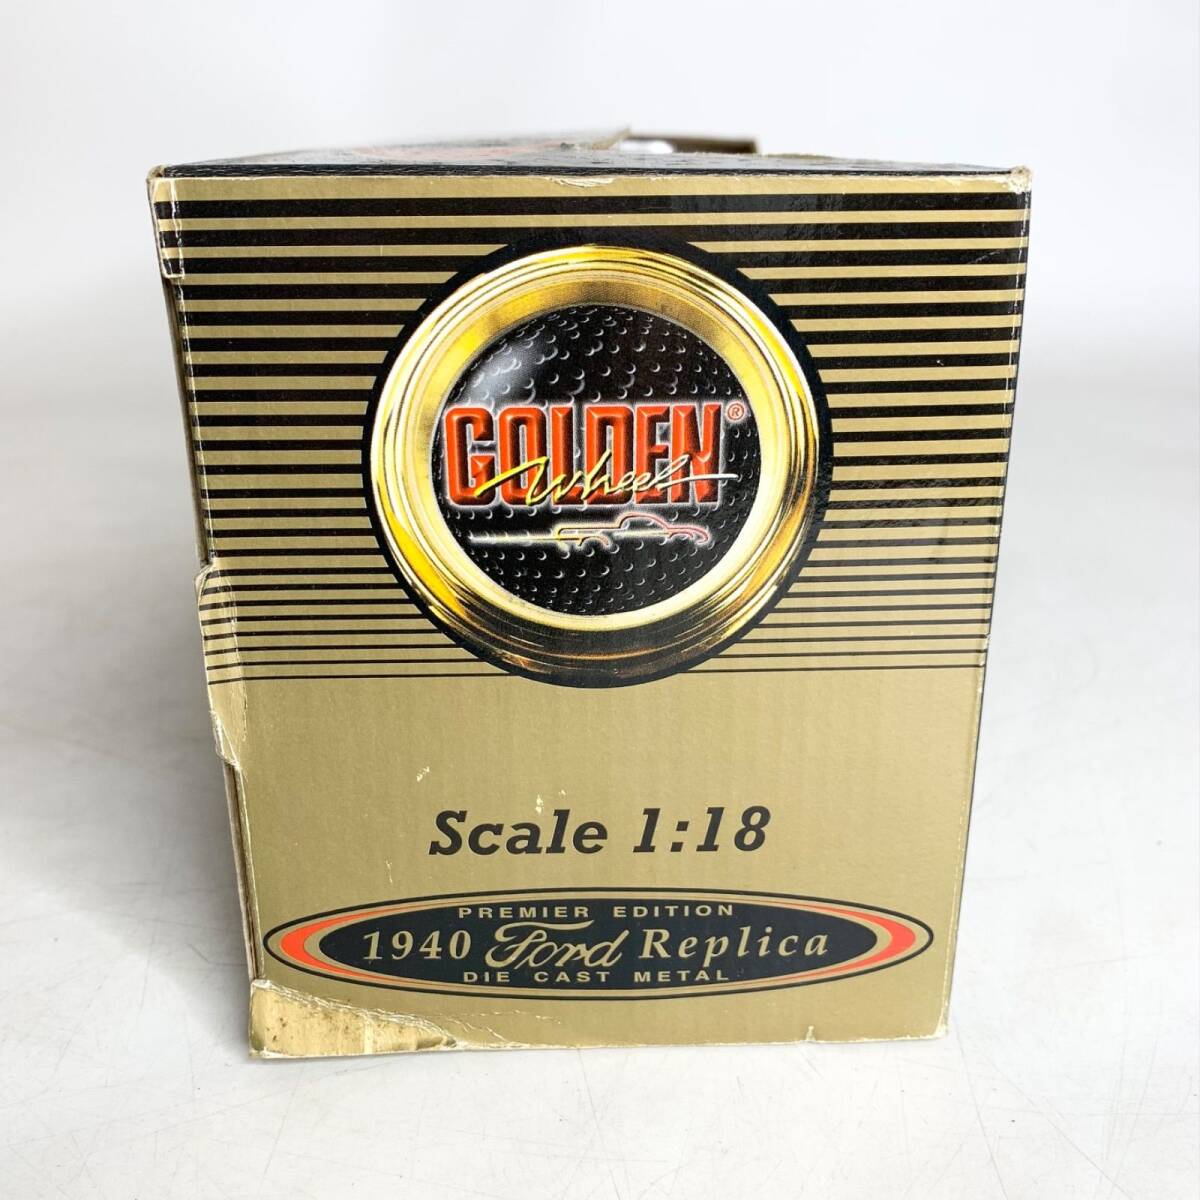 GOLDEN®
Wheel
Scale 1:18
PREMIER EDITION
1940 Ford Replica
DIE CAST METAL